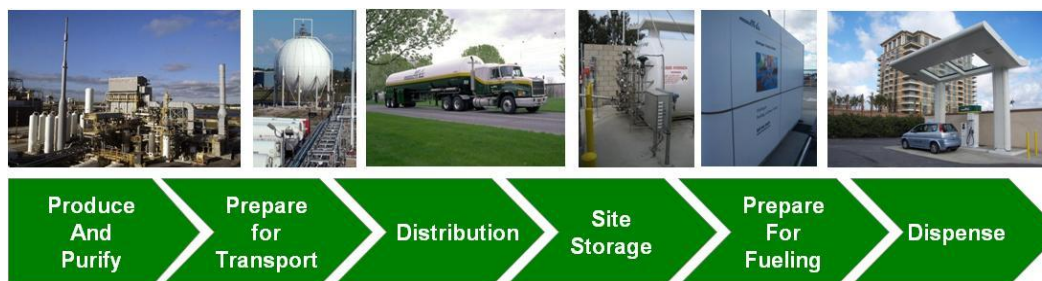 Produce
And
Purify
Prepare
for
Transport
Distribution
Site
Storage
Prepare
For
Fueling
Dispense